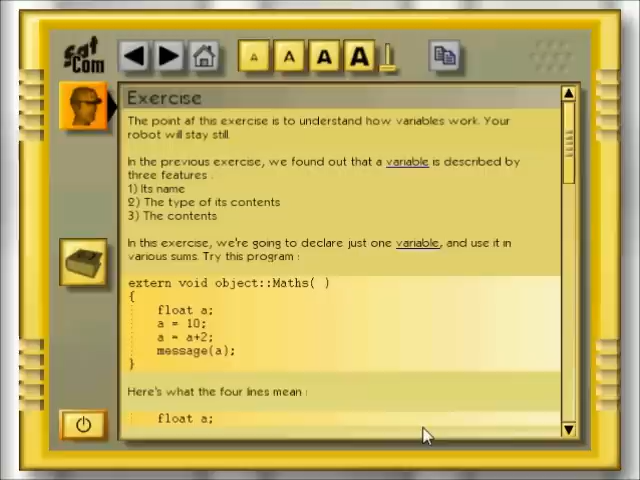 Sat
Com
A A A A
Exercise
The point af this exercise is to understand how variables work. Your
robot will stay still.
In the previous exercise, we found out that a variable is described by
three features :
1) Its name
2) The type of its contents
3) The contents
In this exercise, we're going to declare just one variable, and use it in
various sums. Try this program :
extern void object::Maths( )
{
float a;
a = 10;
a = a+2;
message(a);
}
Here's what the four lines mean :
float a;